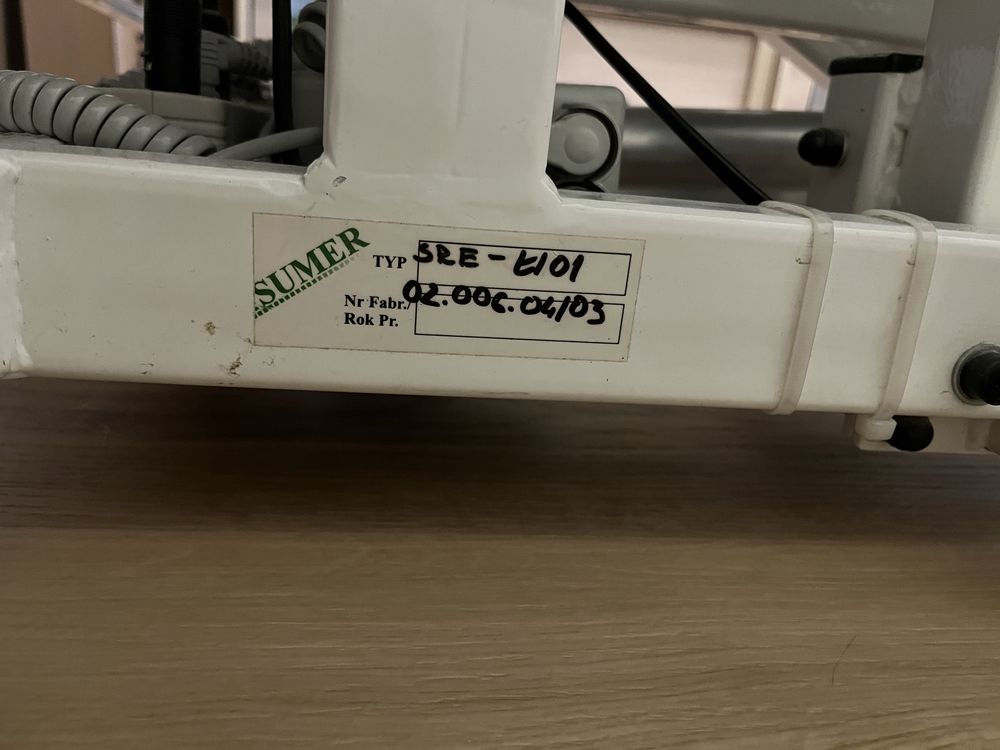 SUMER
TYP SRE-E101
Nr Fabr./ 02.006.04/03
Rok Pr.